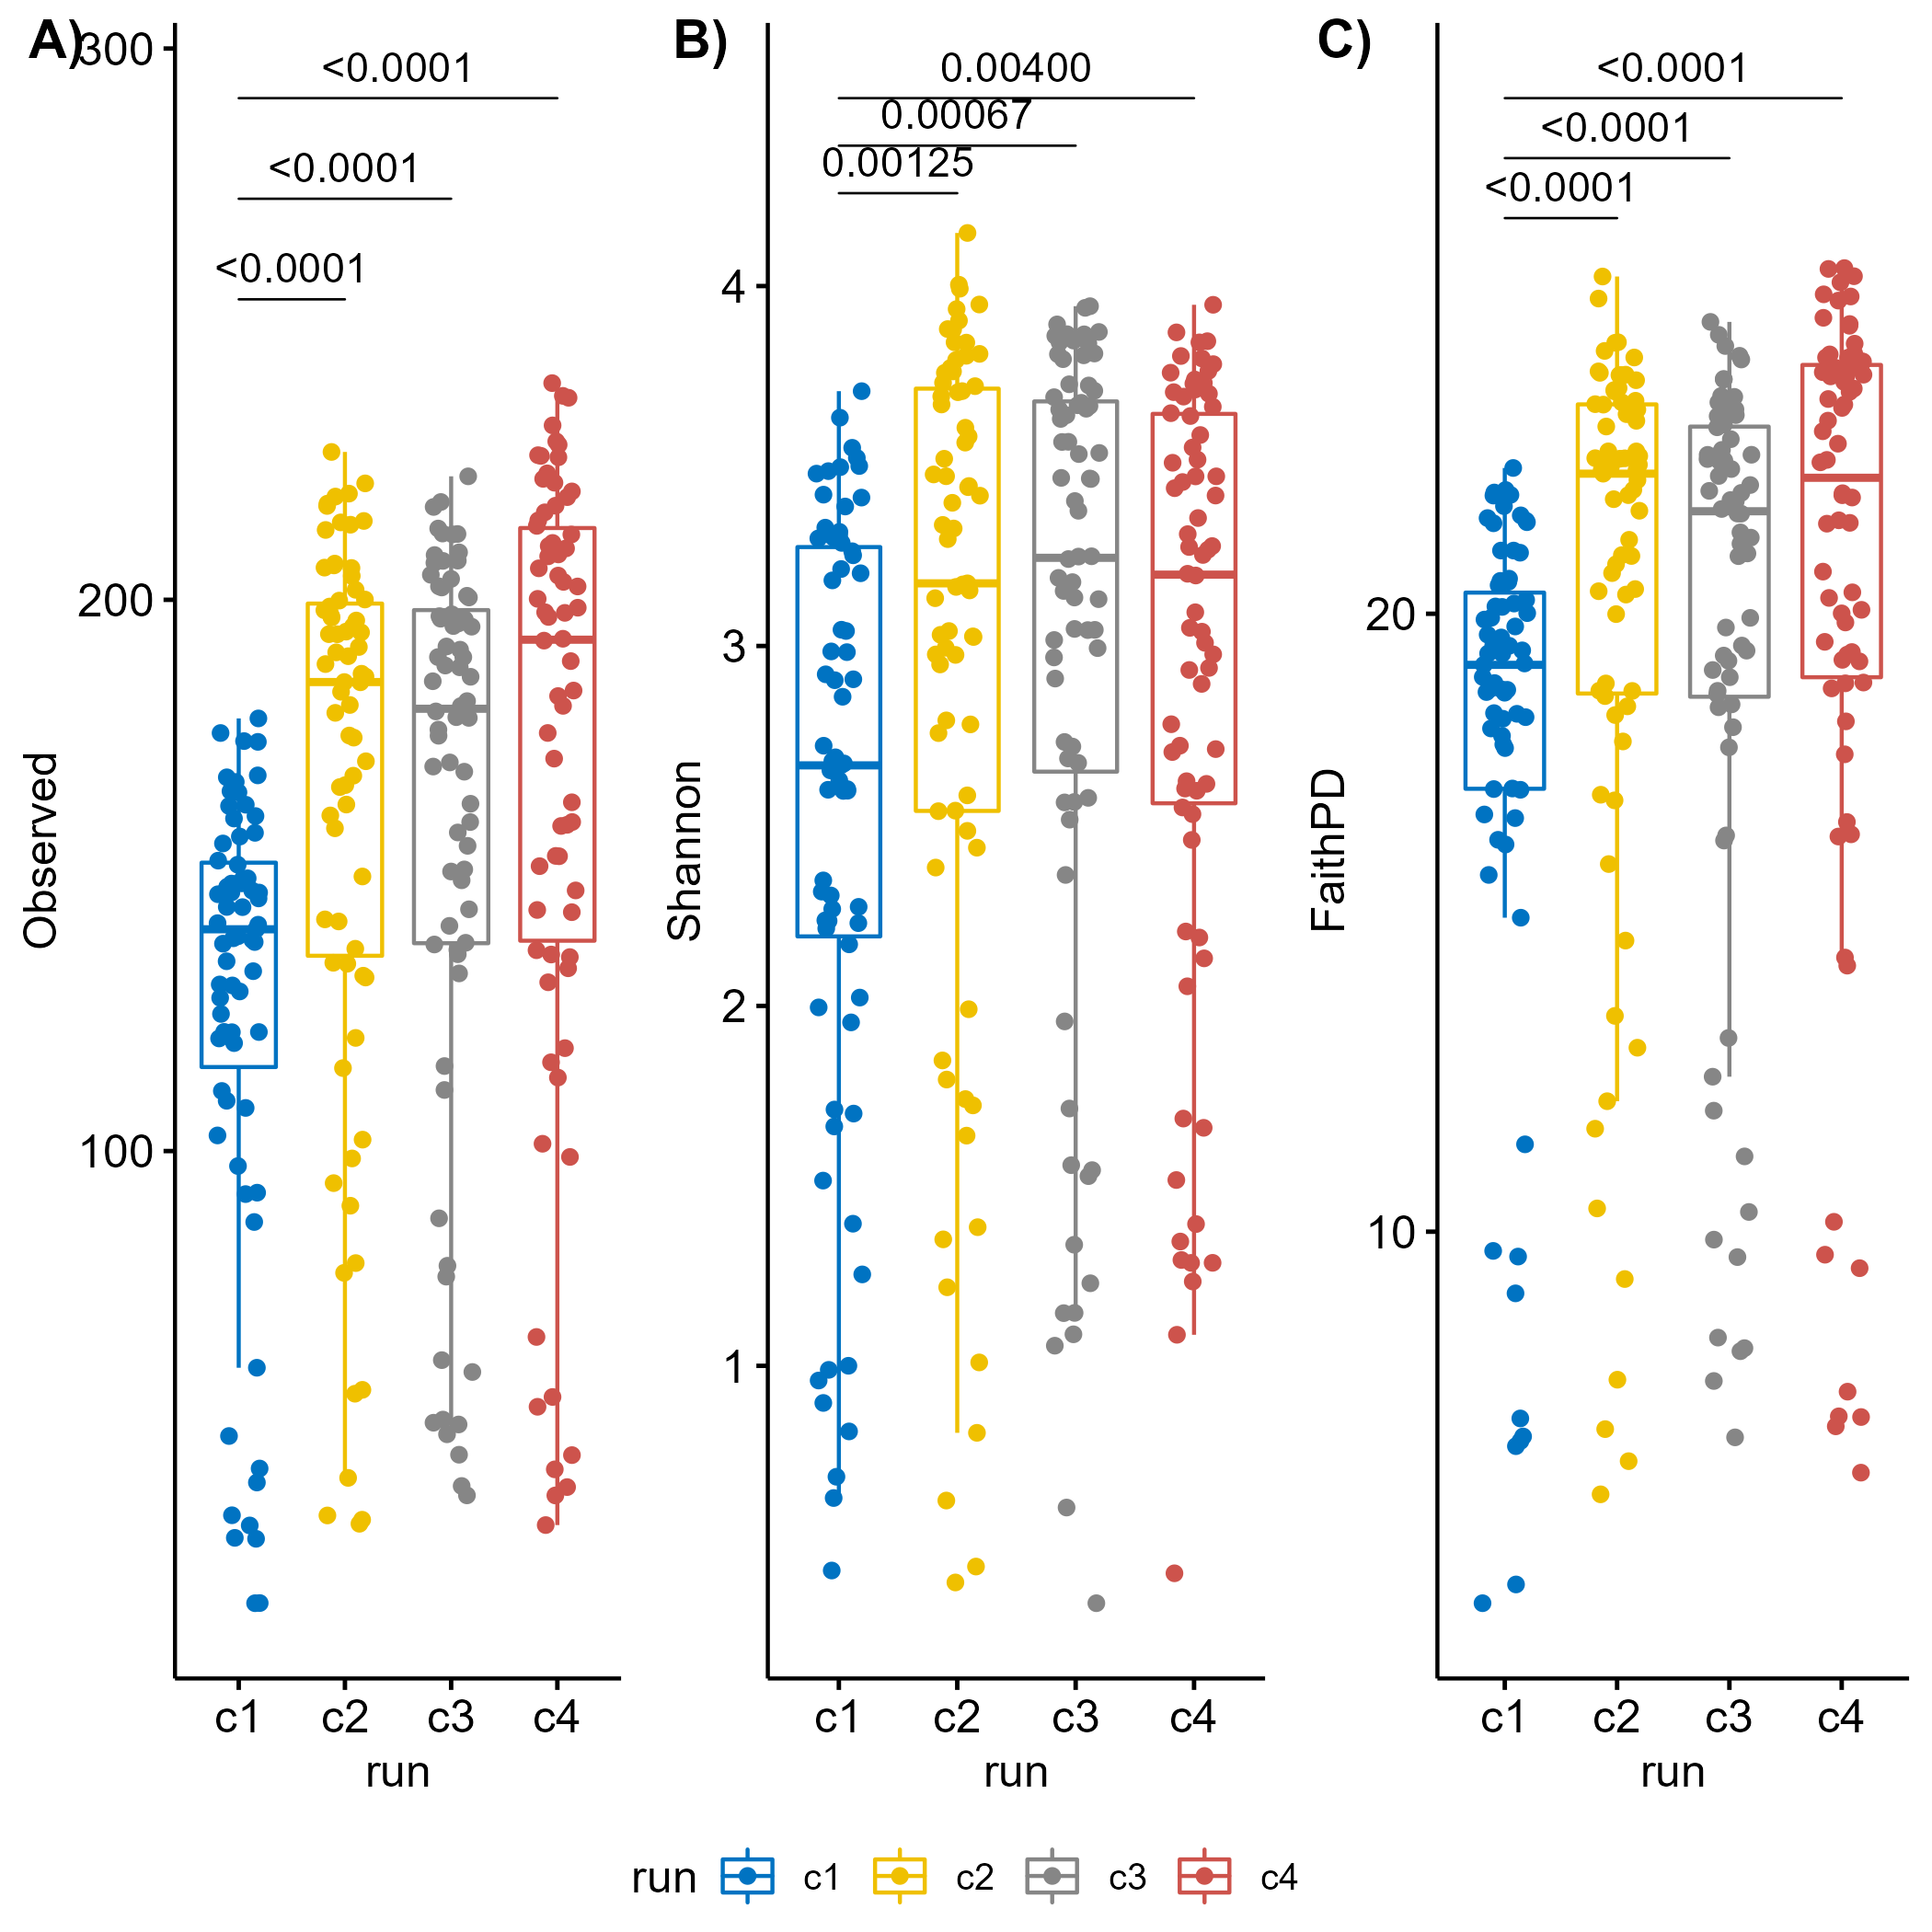 A)
300
<0.0001
<0.0001
<0.0001
200
100
Observed
c1 c2 c3 c4
run
B)
0.00400
0.00067
0.00125
4
3
2
1
Shannon
c1 c2 c3 c4
run
C)
<0.0001
<0.0001
<0.0001
20
10
FaithPD
c1 c2 c3 c4
run
run c1 c2 c3 c4